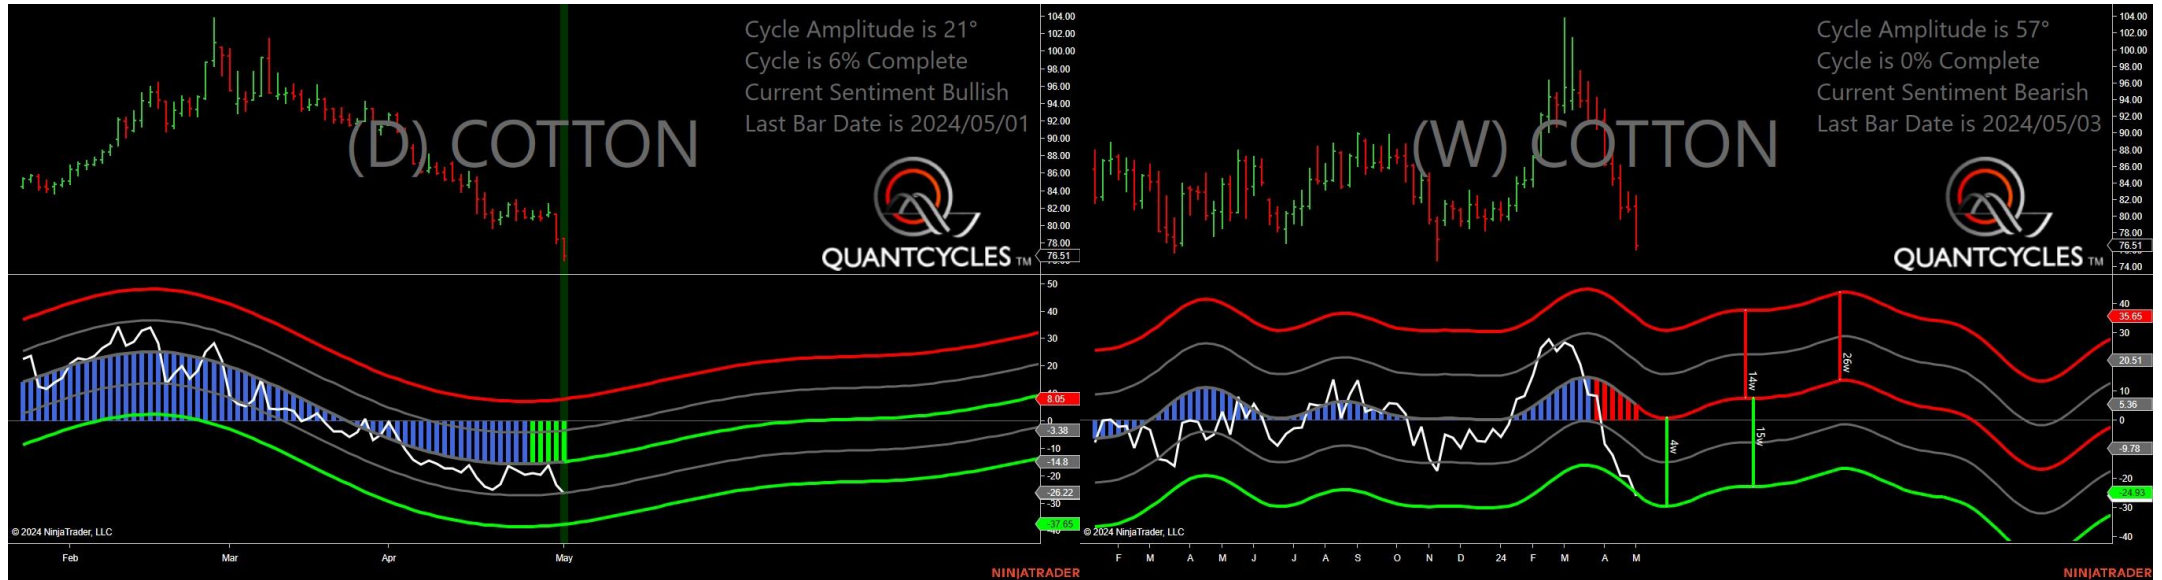 Cycle Amplitude is 21°
Cycle is 6% Complete
Current Sentiment Bullish
Last Bar Date is 2024/05/01
(D) COTTON
QUANTCYCLES TM
104.00
102.00
100.00
98.00
96.00
94.00
92.00
90.00
88.00
86.00
84.00
82.00
80.00
78.00
76.51
50
40
30
20
10
8.05
0
-3.38
-10
-14.8
-26.22
-30
-37.65
© 2024 NinjaTrader, LLC
Feb Mar Apr May
NINJATRADER
Cycle Amplitude is 57°
Cycle is 0% Complete
Current Sentiment Bearish
Last Bar Date is 2024/05/03
(W) COTTON
QUANTCYCLES TM
104.00
102.00
100.00
98.00
96.00
94.00
92.00
90.00
88.00
86.00
84.00
82.00
80.00
78.00
76.51
74.00
40
35.65
30
20.51
10
5.36
0
-9.78
-20
-24.93
-30
-40
4w
14w
15w
26w
© 2024 NinjaTrader, LLC
F M A M J J A S O N D 24 F M A M
NINJATRADER